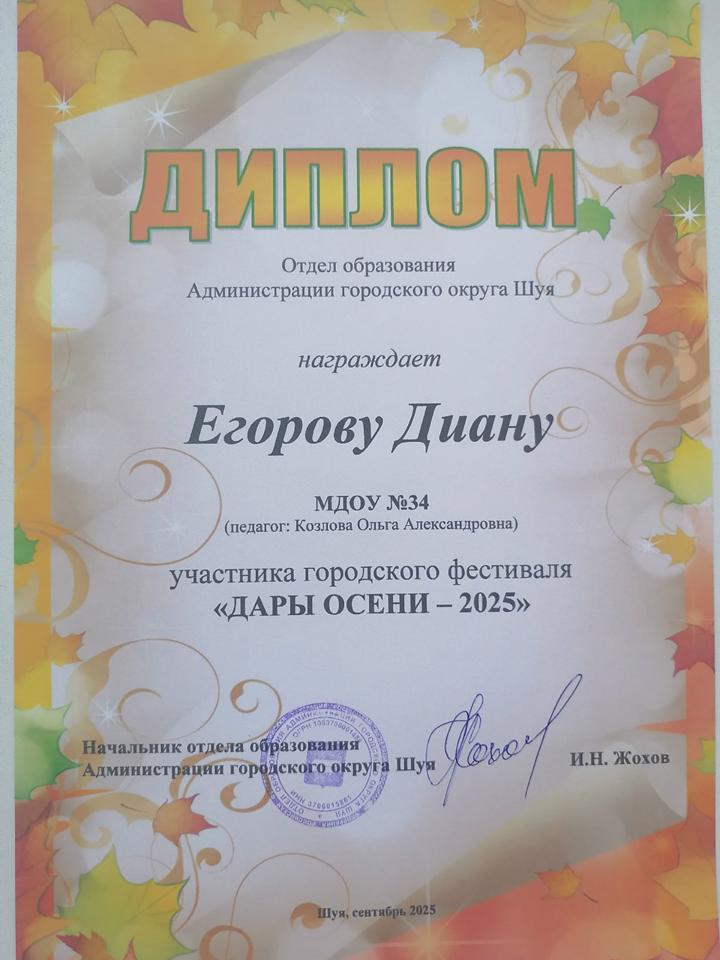 ДИПЛОМ
Отдел образования
Администрации городского округа Шуя
награждает
Егорову Диану
МДОУ №34
(педагог: Козлова Ольга Александровна)
участника городского фестиваля
«ДАРЫ ОСЕНИ – 2025»
Начальник отдела образования
Администрации городского округа Шуя
И.Н. Жохов
Шуя, сентябрь 2025